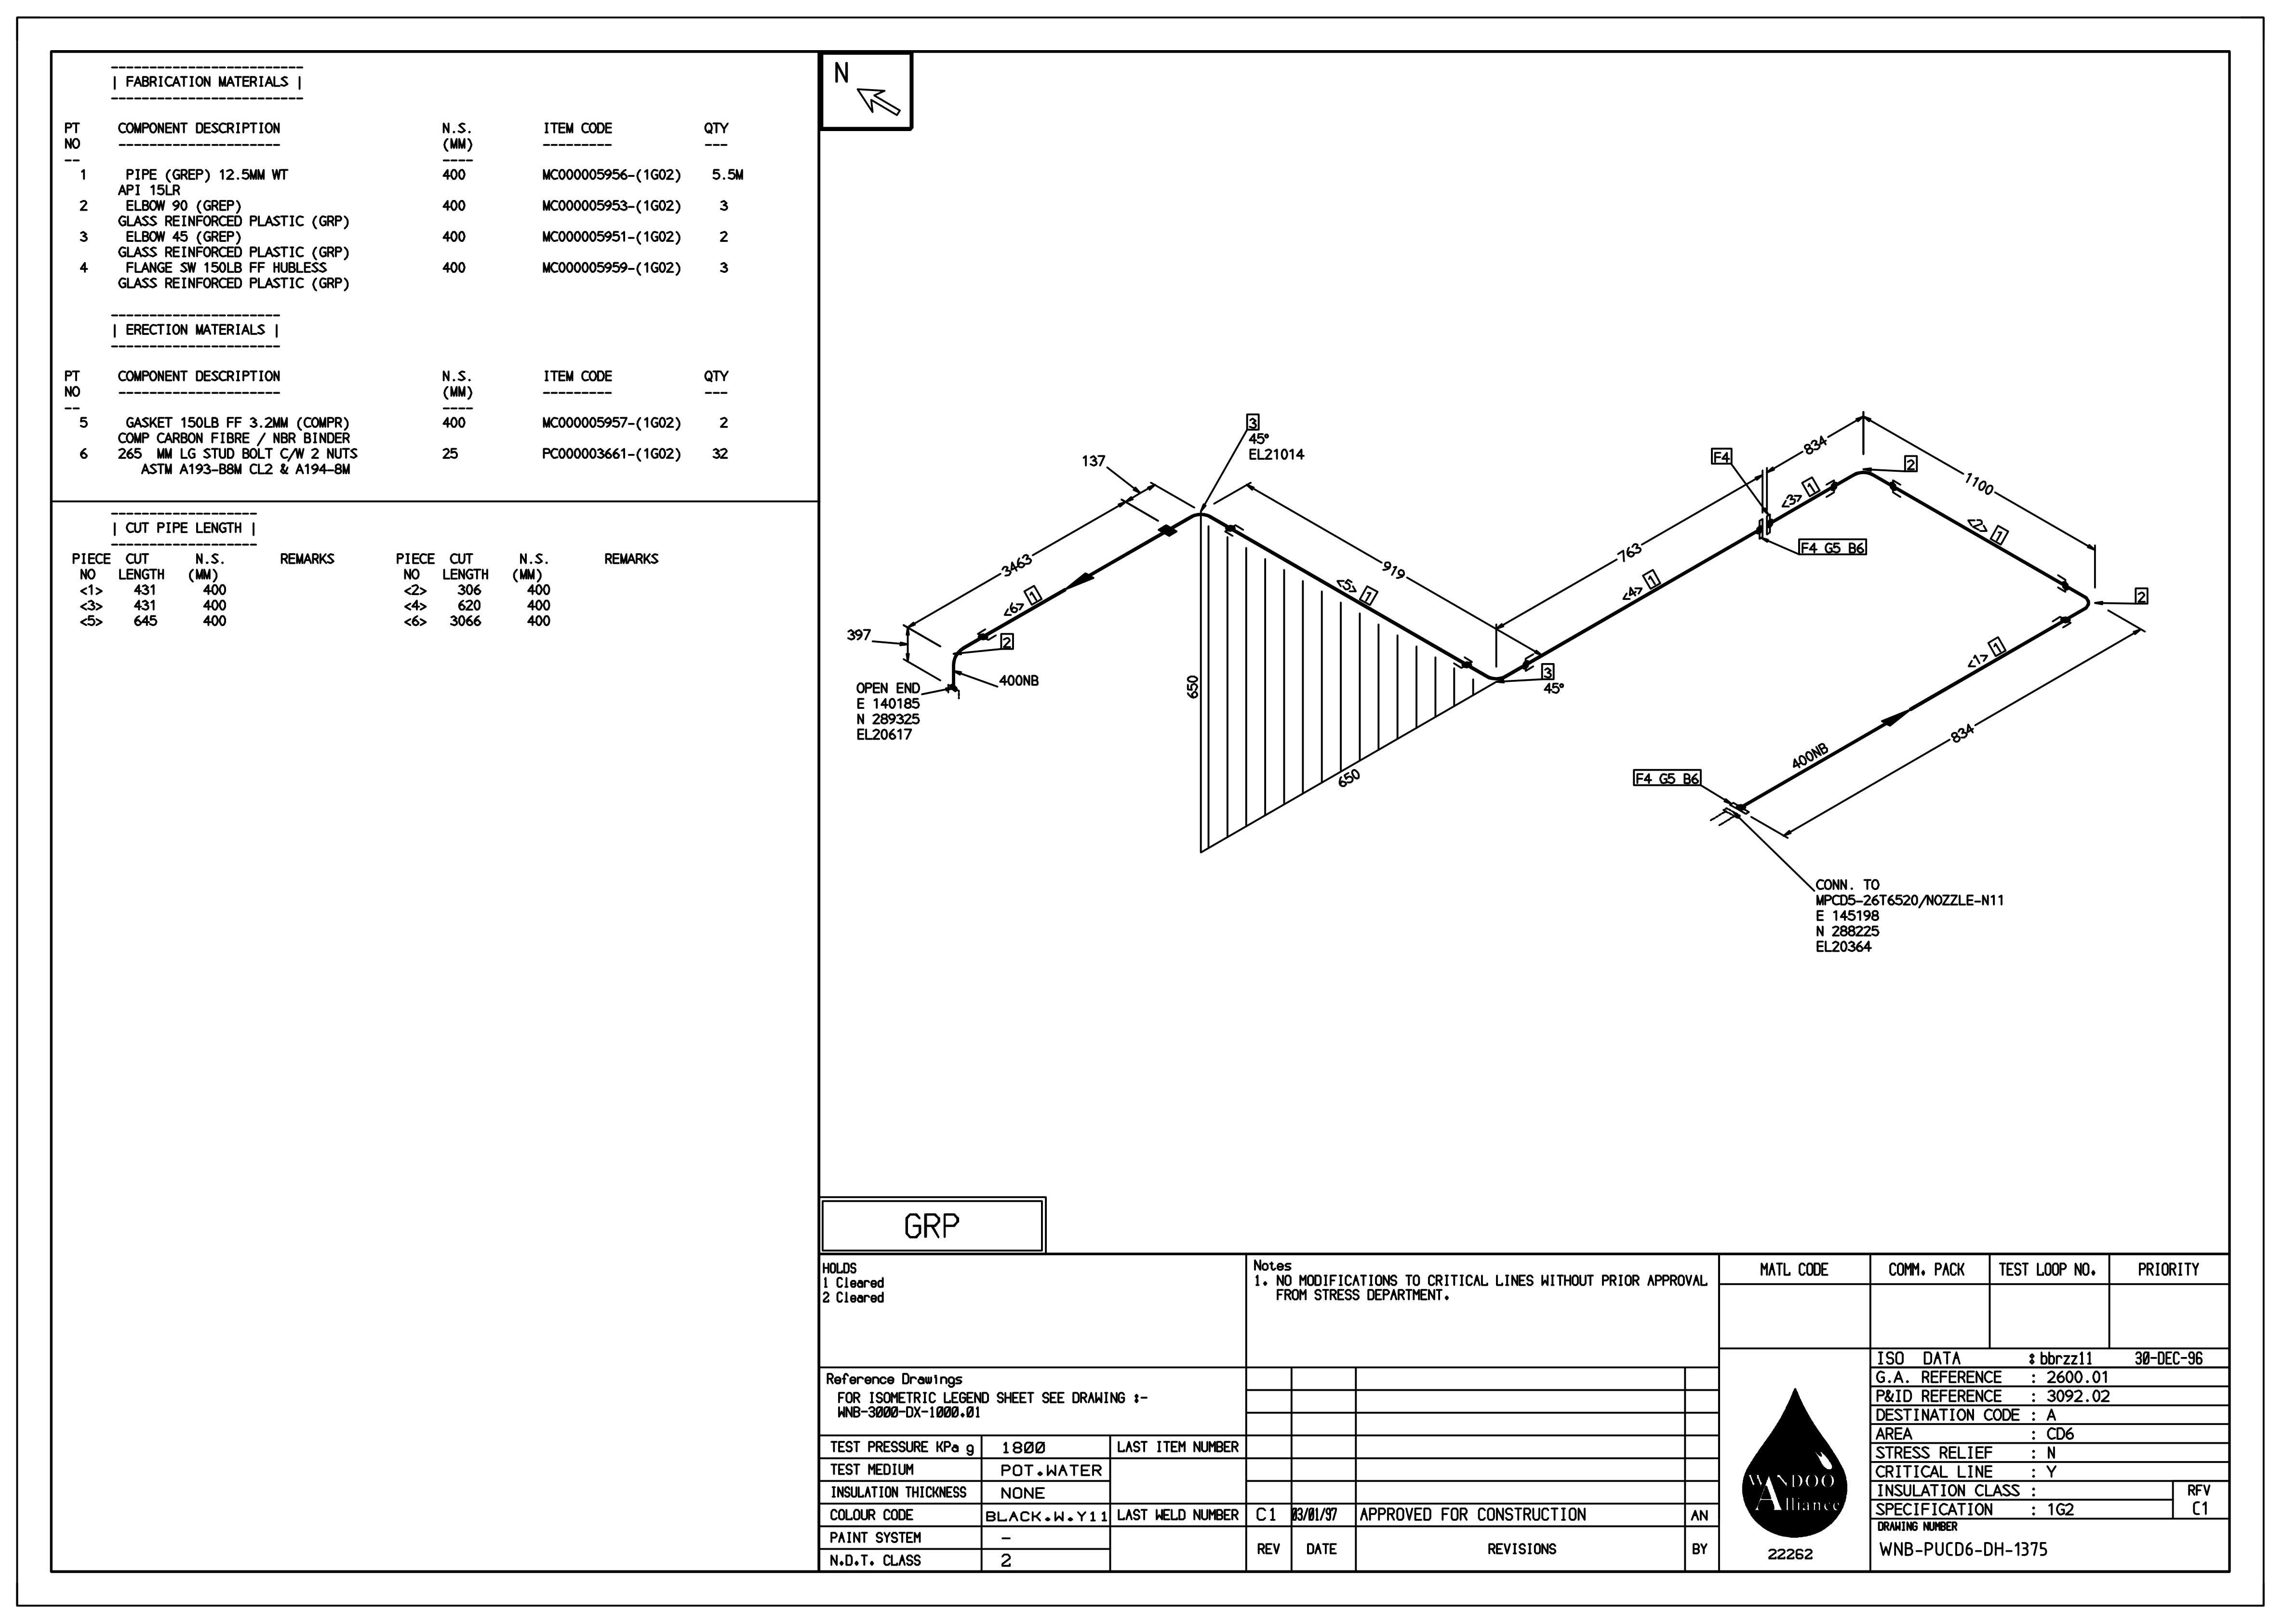 | FABRICATION MATERIALS |
PT NO COMPONENT DESCRIPTION N.S. (MM) ITEM CODE QTY
1 PIPE (GREP) 12.5MM WT 400 MC000005956-(1G02) 5.5M
API 15LR
2 ELBOW 90 (GREP) 400 MC000005953-(1G02) 3
GLASS REINFORCED PLASTIC (GRP)
3 ELBOW 45 (GREP) 400 MC000005951-(1G02) 2
GLASS REINFORCED PLASTIC (GRP)
4 FLANGE SW 150LB FF HUBLESS 400 MC000005959-(1G02) 3
GLASS REINFORCED PLASTIC (GRP)
| ERECTION MATERIALS |
PT NO COMPONENT DESCRIPTION N.S. (MM) ITEM CODE QTY
5 GASKET 150LB FF 3.2MM (COMPR) 400 MC000005957-(1G02) 2
COMP CARBON FIBRE / NBR BINDER
6 265 MM LG STUD BOLT C/W 2 NUTS 25 PC000003661-(1G02) 32
ASTM A193-B8M CL2 & A194-8M
| CUT PIPE LENGTH |
PIECE CUT N.S. REMARKS PIECE CUT N.S. REMARKS
NO LENGTH (MM) NO LENGTH (MM)
<1> 431 400 <2> 306 400
<3> 431 400 <4> 620 400
<5> 645 400 <6> 3066 400
N
3
45°
EL21014
137
3463
<6> 1
397
2
400NB
OPEN END
E 140185
N 289325
EL20617
919
<5> 1
650
650
3
45°
763
<4> 1
F4
F4 G5 B6
834
<3> 1
2
1100
<2> 1
2
<1> 1
834
400NB
F4 G5 B6
CONN. TO
MPCD5-26T6520/NOZZLE-N11
E 145198
N 288225
EL20364
GRP
HOLDS
1 Cleared
2 Cleared
Notes
1. NO MODIFICATIONS TO CRITICAL LINES WITHOUT PRIOR APPROVAL
FROM STRESS DEPARTMENT.
Reference Drawings
FOR ISOMETRIC LEGEND SHEET SEE DRAWING :-
WNB-3000-DX-1000.01
TEST PRESSURE KPa g 1800 LAST ITEM NUMBER
TEST MEDIUM POT.WATER
INSULATION THICKNESS NONE
COLOUR CODE BLACK.W.Y11 LAST WELD NUMBER
PAINT SYSTEM -
N.D.T. CLASS 2
C1 03/01/97 APPROVED FOR CONSTRUCTION AN
REV DATE REVISIONS BY
MATL CODE COMM. PACK TEST LOOP NO. PRIORITY
WANDOO
Alliance
22262
ISO DATA : bbrzz11 30-DEC-96
G.A. REFERENCE : 2600.01
P&ID REFERENCE : 3092.02
DESTINATION CODE : A
AREA : CD6
STRESS RELIEF : N
CRITICAL LINE : Y
INSULATION CLASS :
SPECIFICATION : 1G2
RFV
C1
DRAWING NUMBER
WNB-PUCD6-DH-1375